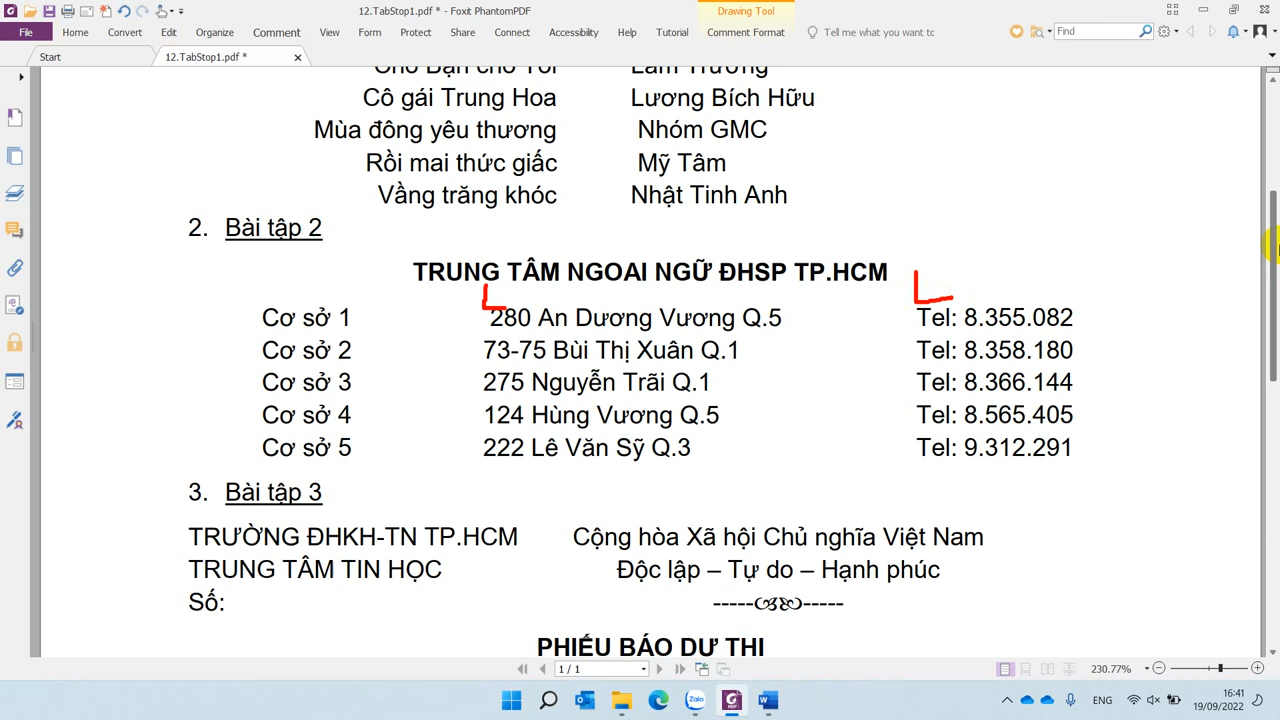 12.TabStop1.pdf * - Foxit PhantomPDF
Drawing Tool
File Home Convert Edit Organize Comment View Form Protect Share Connect Accessibility Help Tutorial Comment Format Tell me what you want to Find
Start 12.TabStop1.pdf *
Cho Bạn cho Tôi Lam Trường
Cô gái Trung Hoa Lương Bích Hữu
Mùa đông yêu thương Nhóm GMC
Rồi mai thức giấc Mỹ Tâm
Vầng trăng khóc Nhật Tinh Anh
2. Bài tập 2
TRUNG TÂM NGOẠI NGỮ ĐHSP TP.HCM
Cơ sở 1 280 An Dương Vương Q.5 Tel: 8.355.082
Cơ sở 2 73-75 Bùi Thị Xuân Q.1 Tel: 8.358.180
Cơ sở 3 275 Nguyễn Trãi Q.1 Tel: 8.366.144
Cơ sở 4 124 Hùng Vương Q.5 Tel: 8.565.405
Cơ sở 5 222 Lê Văn Sỹ Q.3 Tel: 9.312.291
3. Bài tập 3
TRƯỜNG ĐHKH-TN TP.HCM Cộng hòa Xã hội Chủ nghĩa Việt Nam
TRUNG TÂM TIN HỌC Độc lập – Tự do – Hạnh phúc
Số: -----🙢🙠-----
PHIẾU BÁO DỰ THI
1 / 1 230.77%
ENG 16:41
19/09/2022